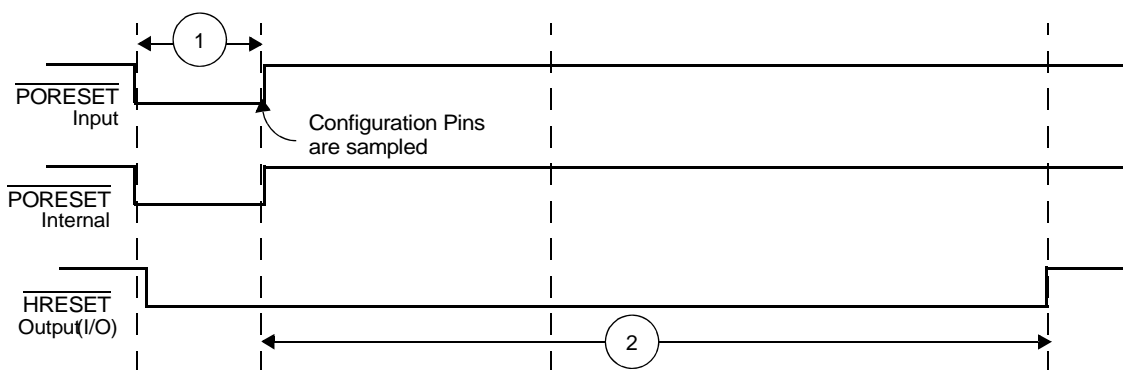 1
PORESET
Input
Configuration Pins
are sampled
PORESET
Internal
HRESET
Output(I/O)
2